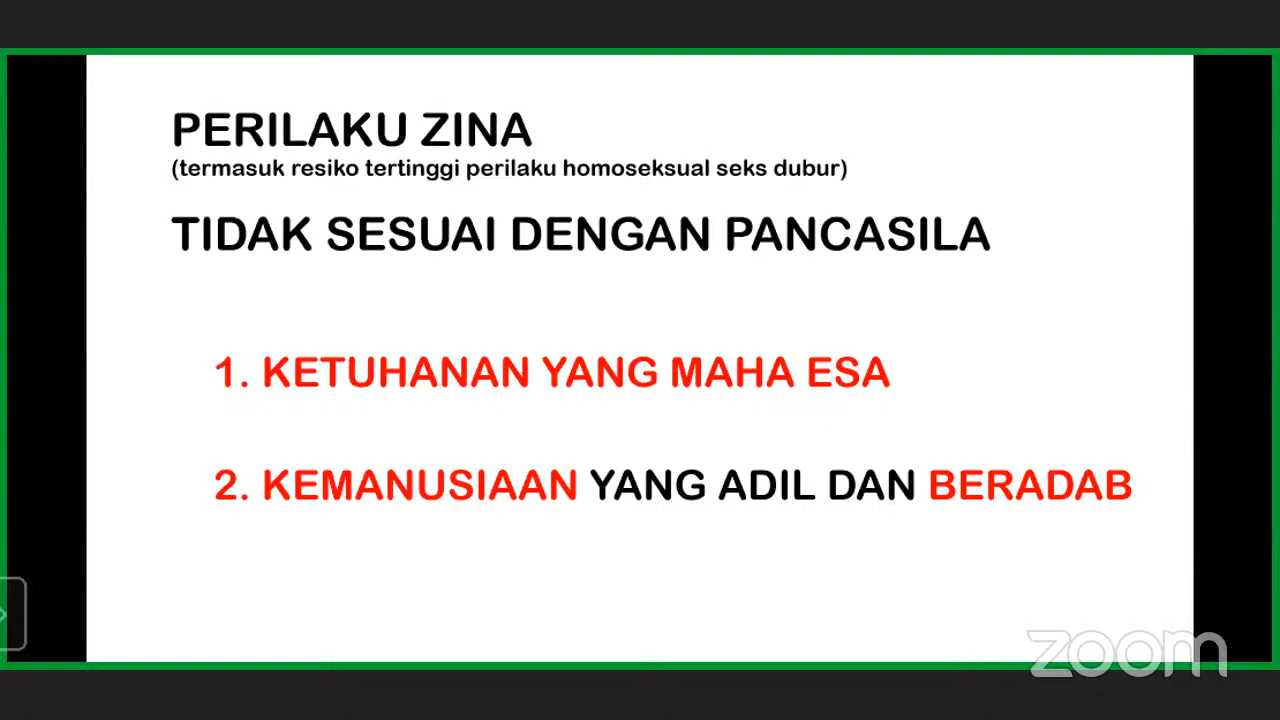 PERILAKU ZINA
(termasuk resiko tertinggi perilaku homoseksual seks dubur)
TIDAK SESUAI DENGAN PANCASILA
1. KETUHANAN YANG MAHA ESA
2. KEMANUSIAAN YANG ADIL DAN BERADAB
zoom